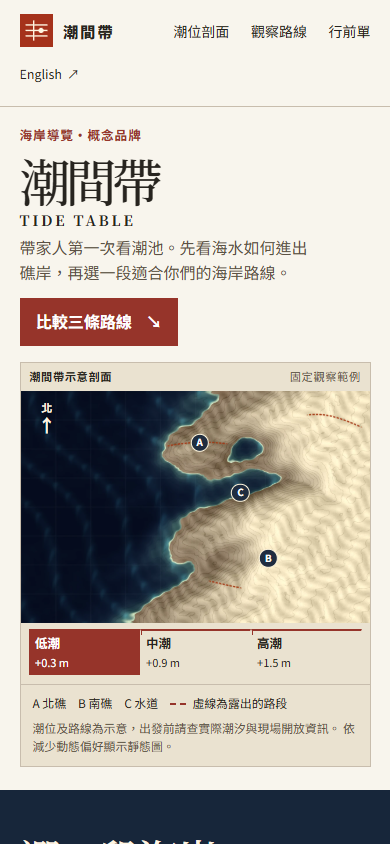 潮間帶
潮位剖面 觀察路線 行前單
English ↗
海岸導覽・概念品牌
潮間帶
TIDE TABLE
帶家人第一次看潮池。先看海水如何進出
礁岸，再選一段適合你們的海岸路線。
比較三條路線 ↘
潮間帶示意剖面 固定觀察範例
北
A
C
B
低潮 中潮 高潮
+0.3 m +0.9 m +1.5 m
A 北礁 B 南礁 C 水道 虛線為露出的路段
潮位及路線為示意，出發前請查實際潮汐與現場開放資訊。 依
減少動態偏好顯示靜態圖。